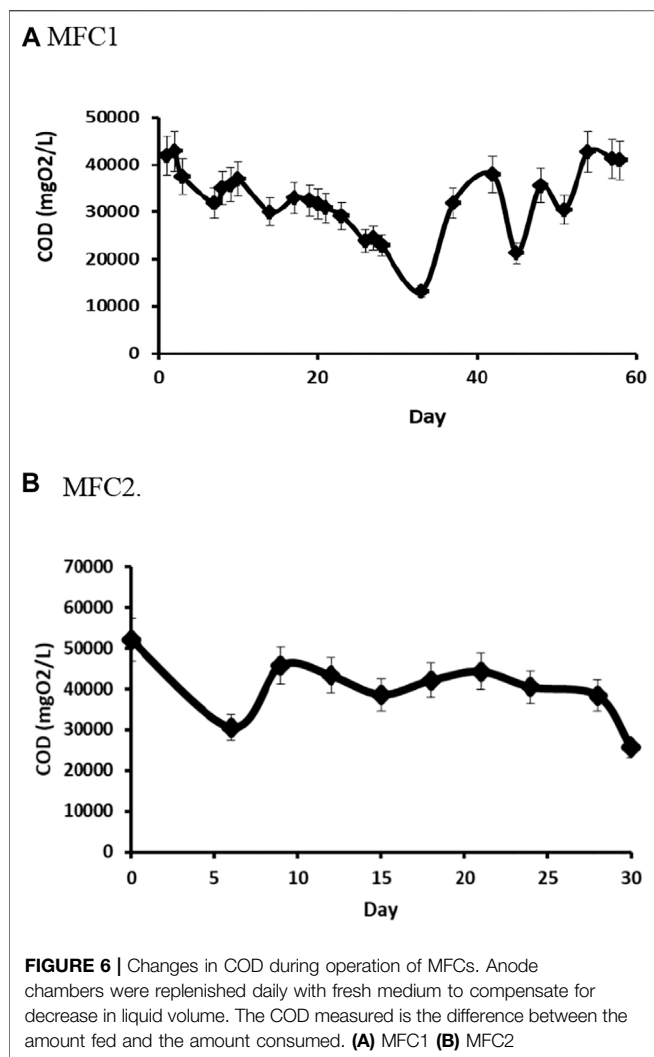 A MFC1
50000
40000
30000
20000
10000
0
COD (mgO2/L)
0 20 40 60
Day
B MFC2.
70000
60000
50000
40000
30000
20000
10000
0
COD (mgO2/L)
0 5 10 15 20 25 30
Day
FIGURE 6 | Changes in COD during operation of MFCs. Anode
chambers were replenished daily with fresh medium to compensate for
decrease in liquid volume. The COD measured is the difference between the
amount fed and the amount consumed. (A) MFC1 (B) MFC2